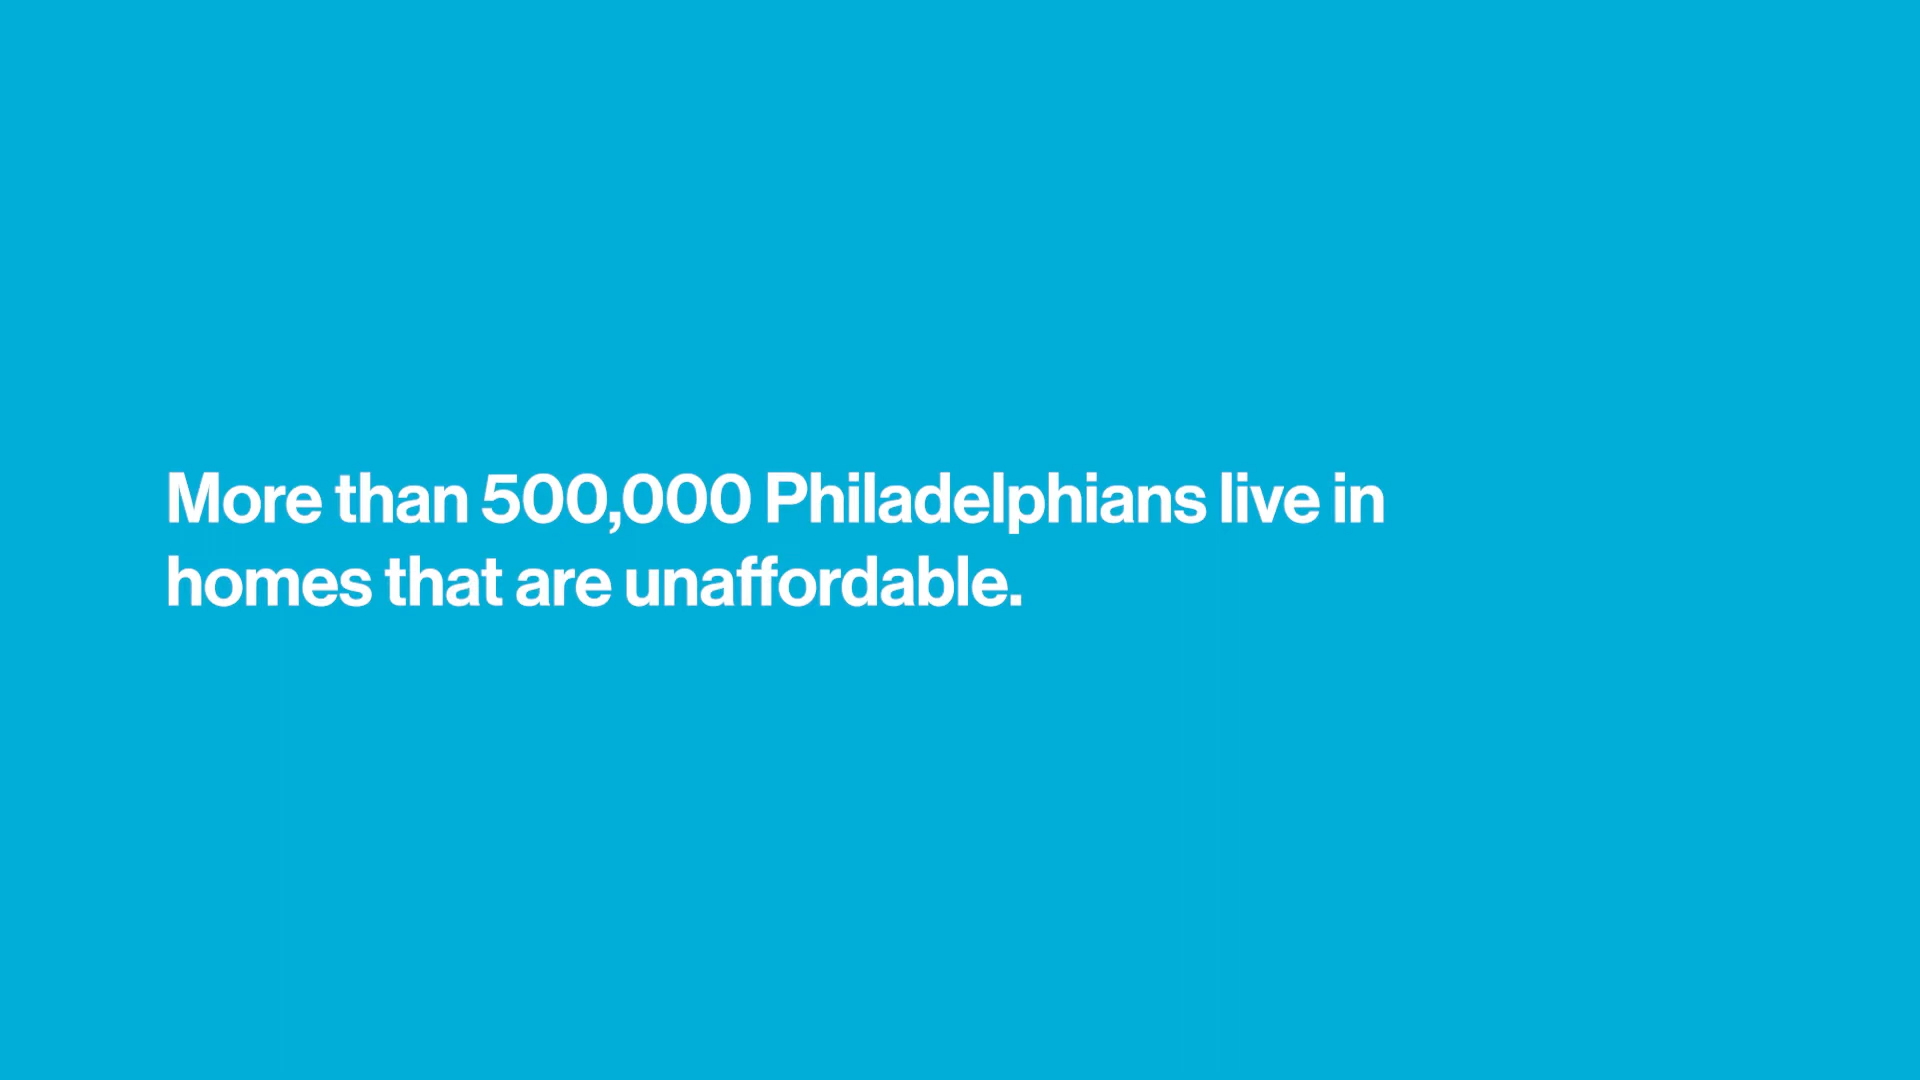 More than 500,000 Philadelphians live in
homes that are unaffordable.